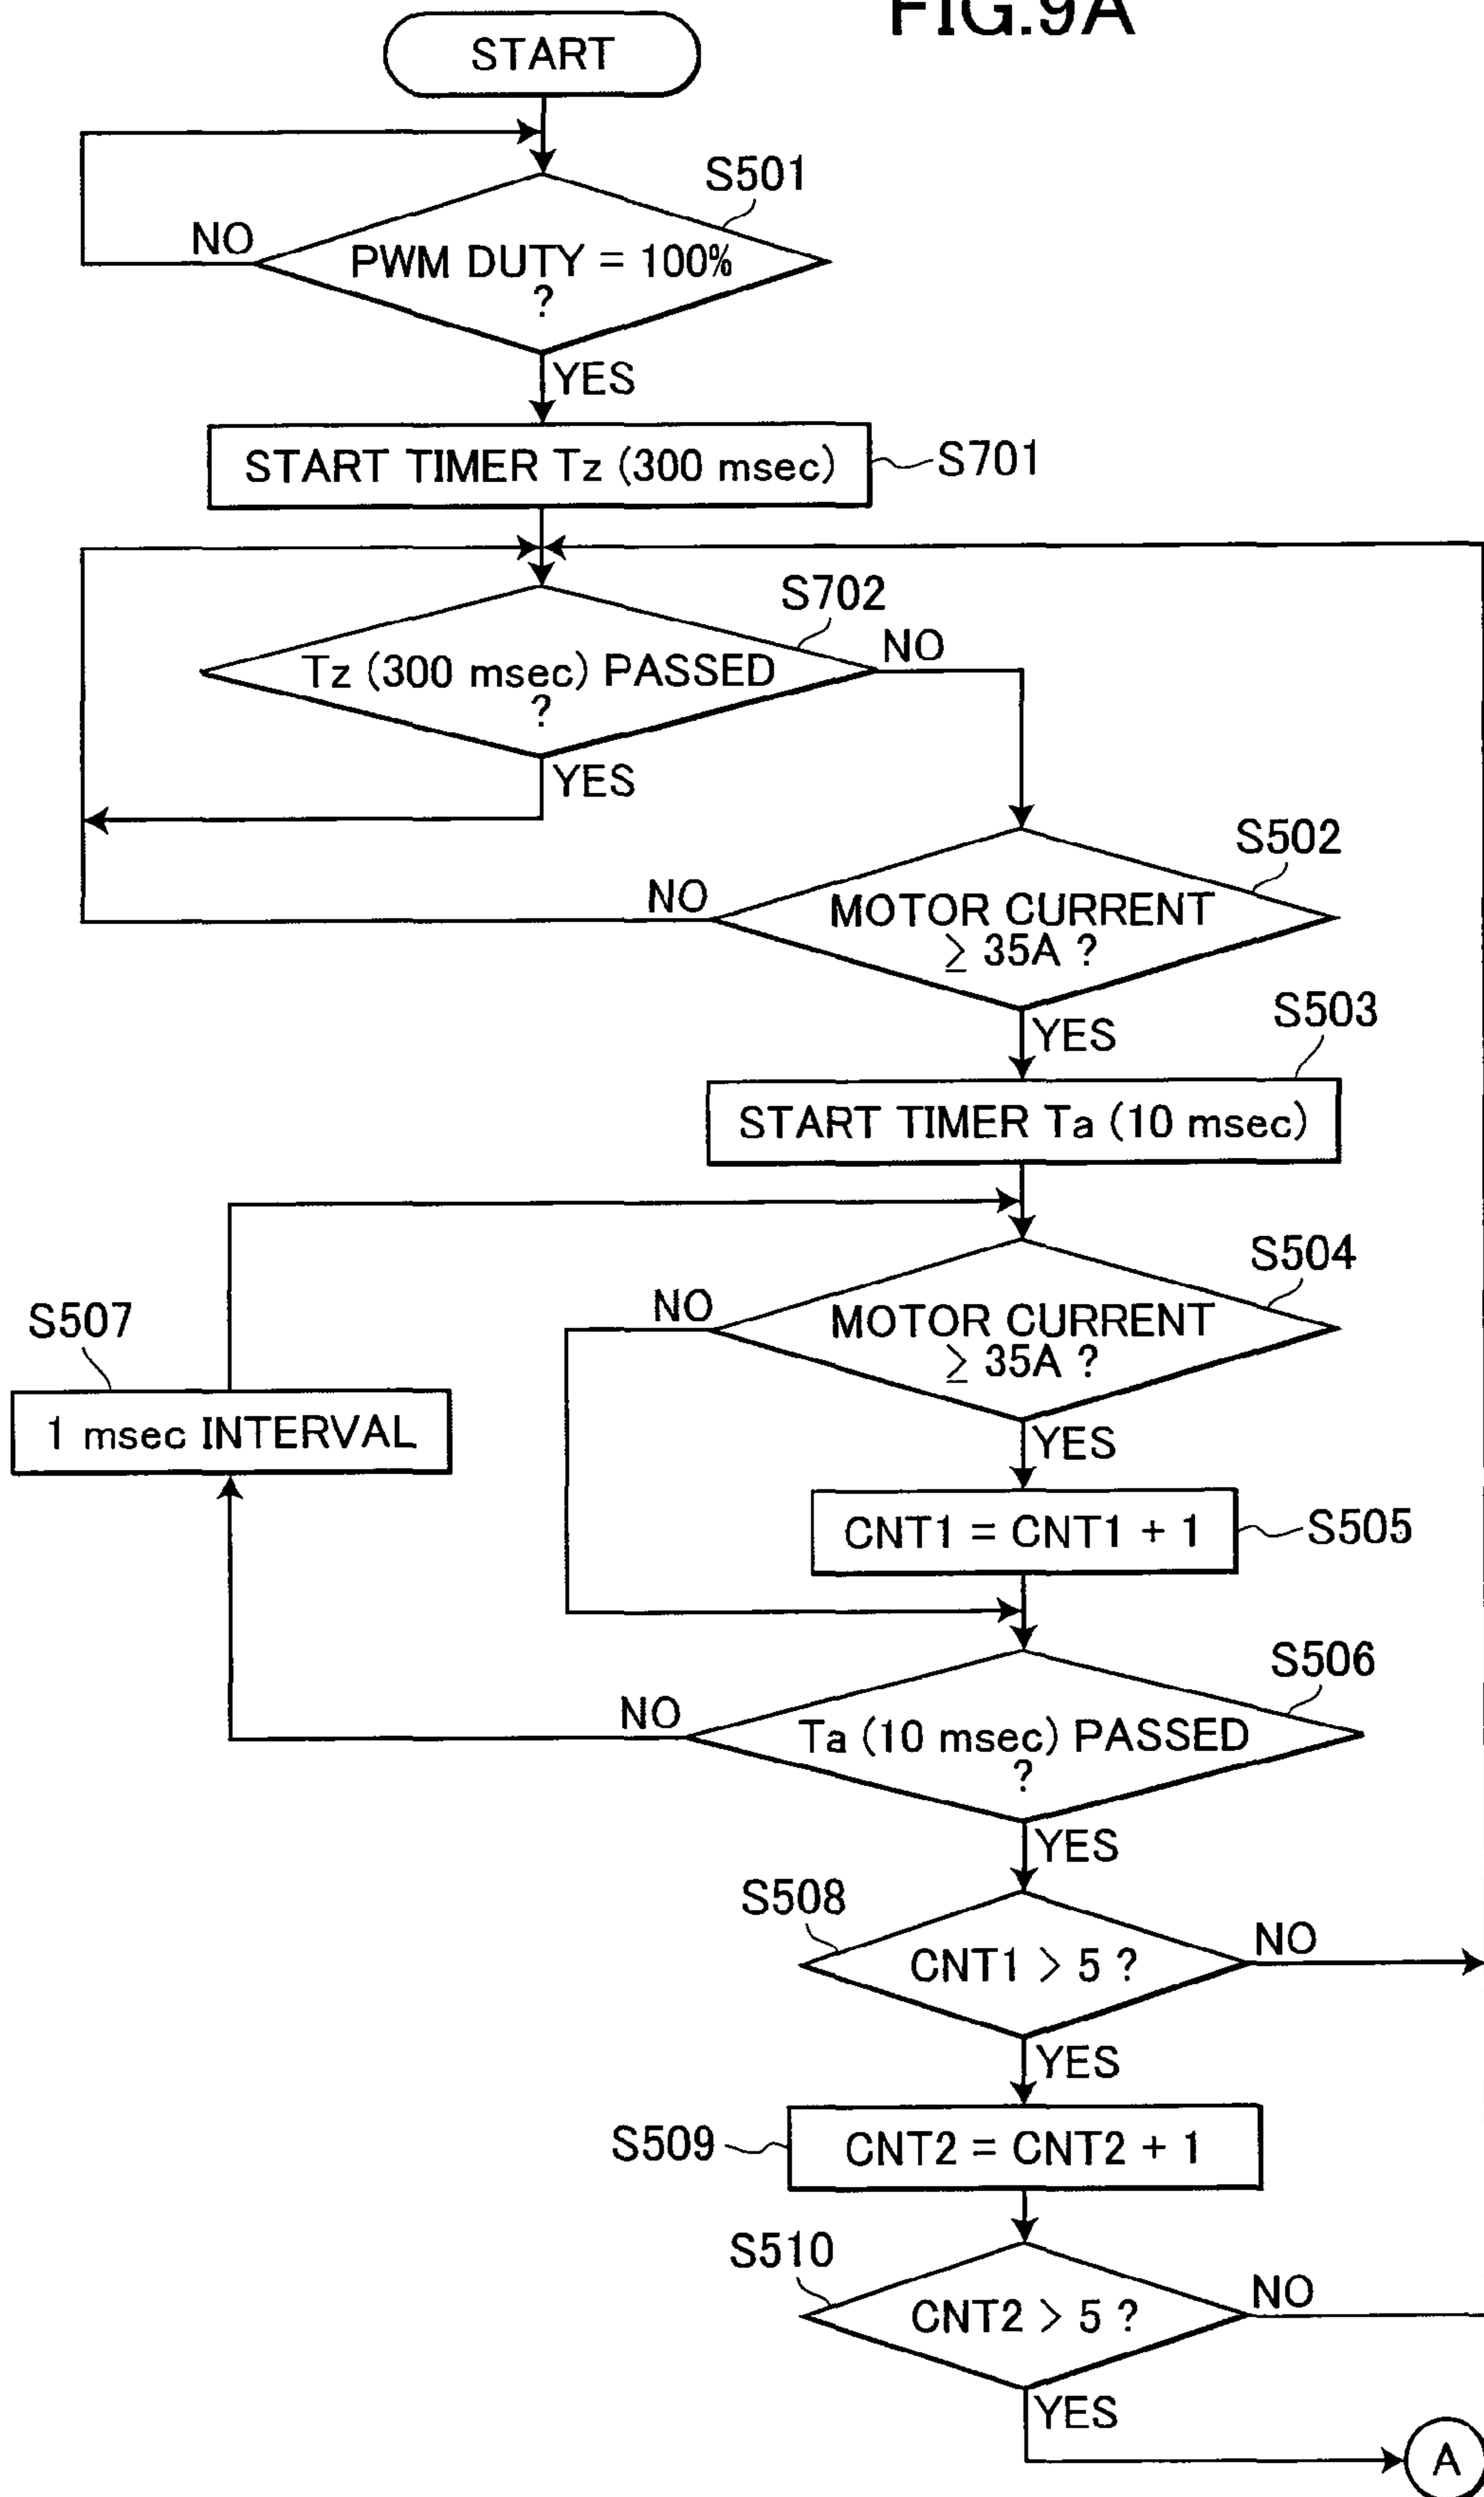 FIG.9A
START
S501
NO
PWM DUTY = 100%
?
YES
START TIMER Tz (300 msec)
S701
S702
NO
Tz (300 msec) PASSED
?
YES
S502
NO
MOTOR CURRENT
≥ 35A ?
YES
S503
START TIMER Ta (10 msec)
S504
NO
MOTOR CURRENT
≥ 35A ?
S507
1 msec INTERVAL
YES
CNT1 = CNT1 + 1
S505
S506
NO
Ta (10 msec) PASSED
?
YES
S508
NO
CNT1 > 5 ?
YES
S509
CNT2 = CNT2 + 1
S510
NO
CNT2 > 5 ?
YES
A